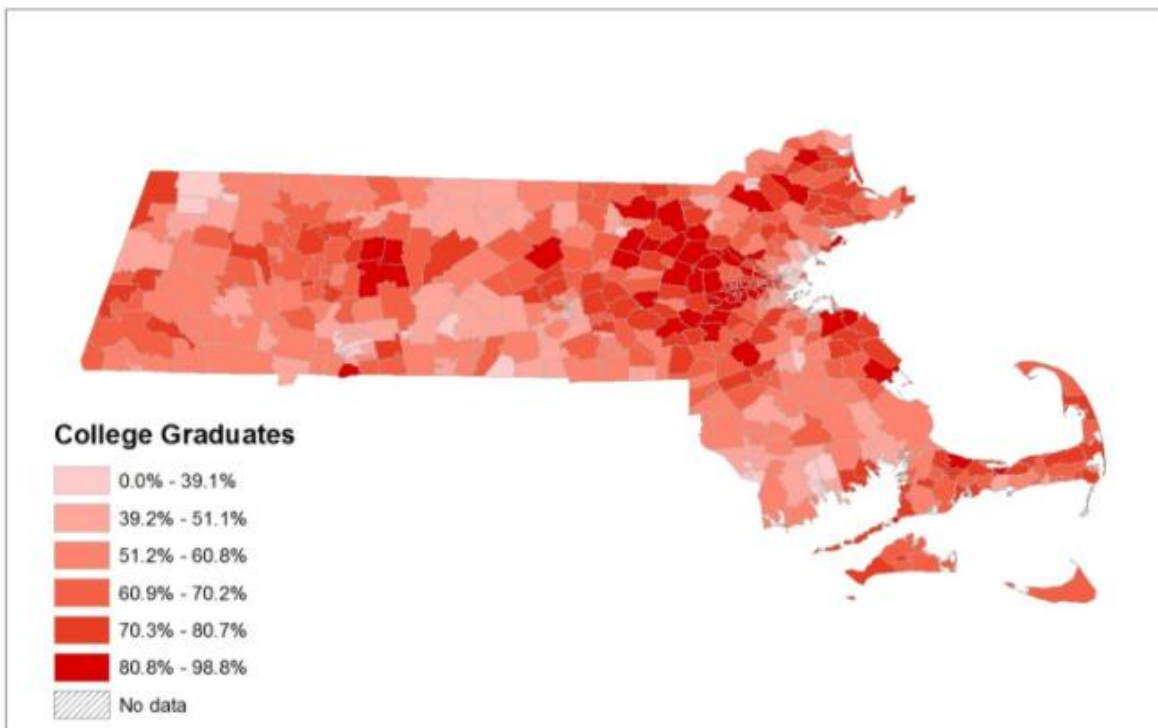 College Graduates
0.0% - 39.1%
39.2% - 51.1%
51.2% - 60.8%
60.9% - 70.2%
70.3% - 80.7%
80.8% - 98.8%
No data